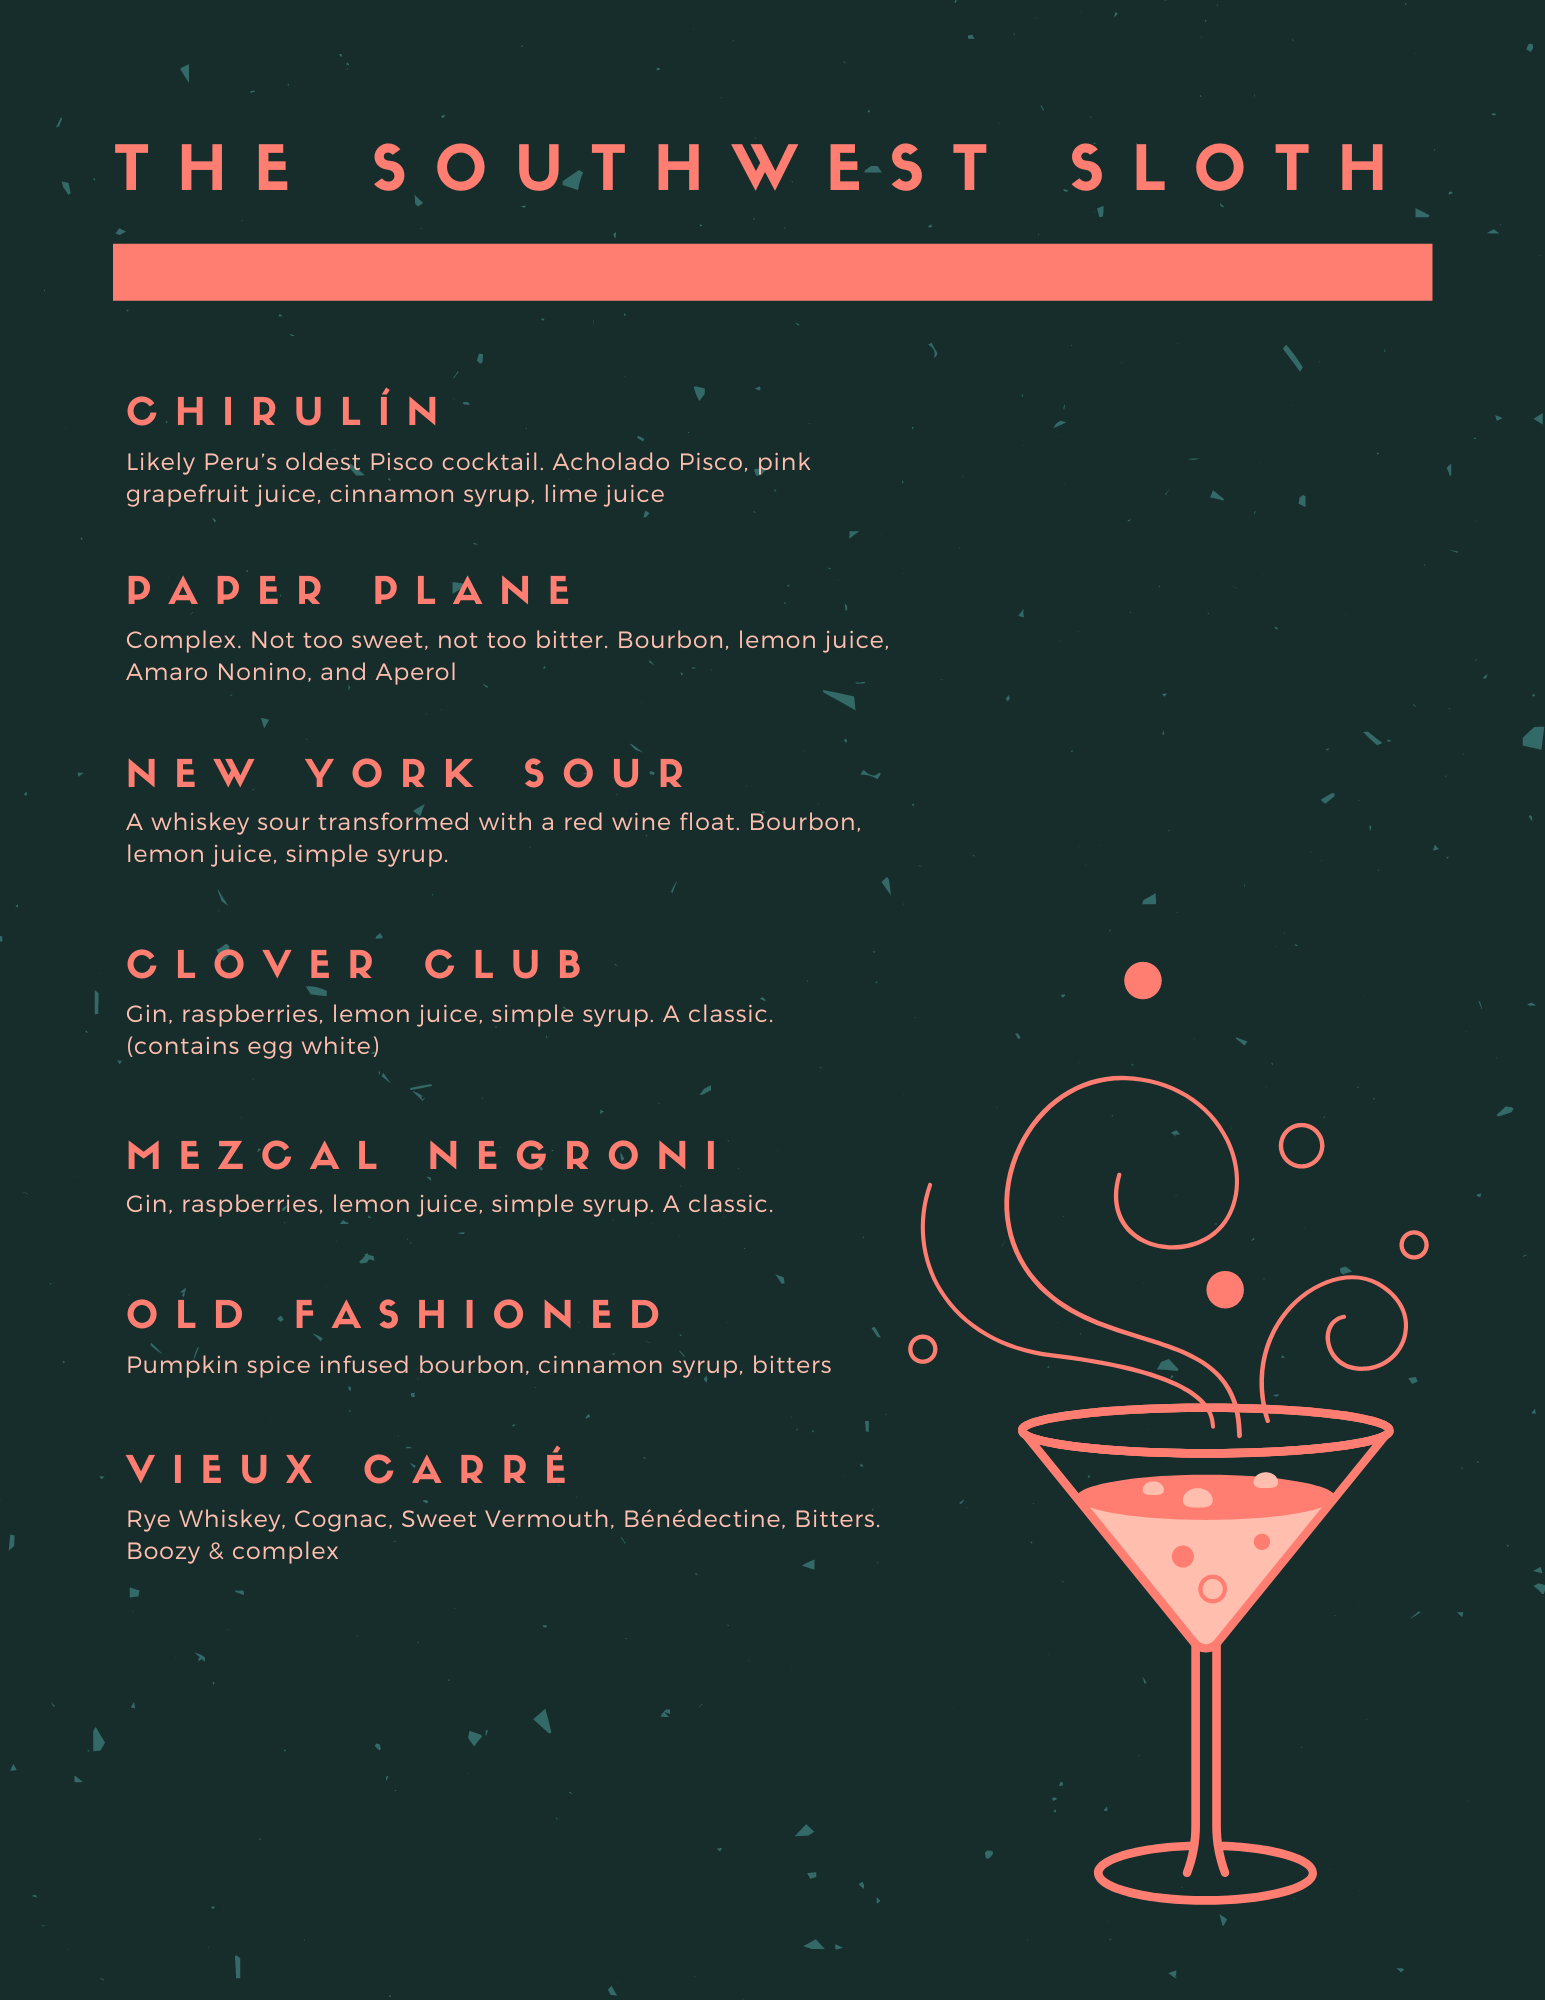 THE SOUTHWEST SLOTH
CHIRULÍN
Likely Peru’s oldest Pisco cocktail. Acholado Pisco, pink
grapefruit juice, cinnamon syrup, lime juice
PAPER PLANE
Complex. Not too sweet, not too bitter. Bourbon, lemon juice,
Amaro Nonino, and Aperol
NEW YORK SOUR
A whiskey sour transformed with a red wine float. Bourbon,
lemon juice, simple syrup.
CLOVER CLUB
Gin, raspberries, lemon juice, simple syrup. A classic.
(contains egg white)
MEZCAL NEGRONI
Gin, raspberries, lemon juice, simple syrup. A classic.
OLD FASHIONED
Pumpkin spice infused bourbon, cinnamon syrup, bitters
VIEUX CARRÉ
Rye Whiskey, Cognac, Sweet Vermouth, Bénédectine, Bitters.
Boozy & complex